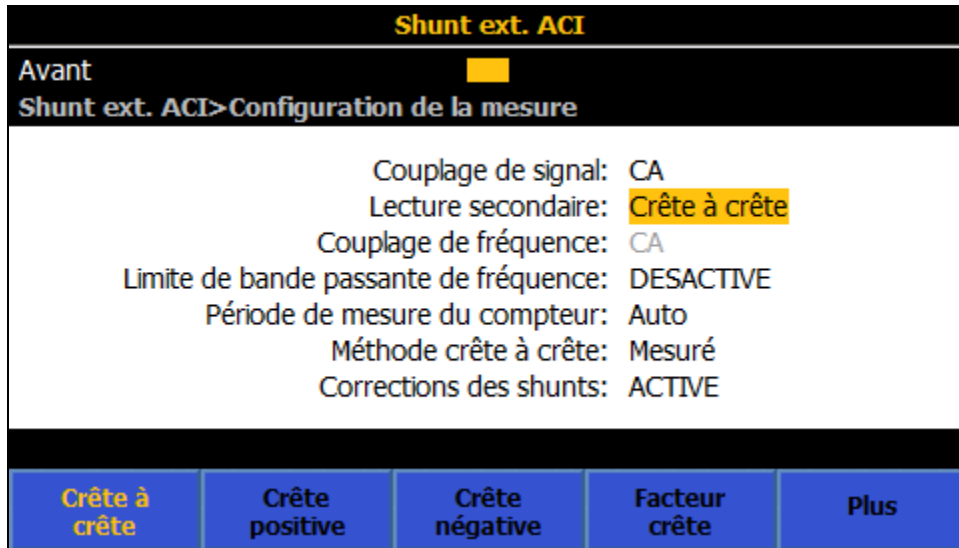 Shunt ext. ACI
Avant
Shunt ext. ACI>Configuration de la mesure
Couplage de signal: CA
Lecture secondaire: Crête à crête
Couplage de fréquence: CA
Limite de bande passante de fréquence: DESACTIVE
Période de mesure du compteur: Auto
Méthode crête à crête: Mesuré
Corrections des shunts: ACTIVE
Crête à crête
Crête positive
Crête négative
Facteur crête
Plus